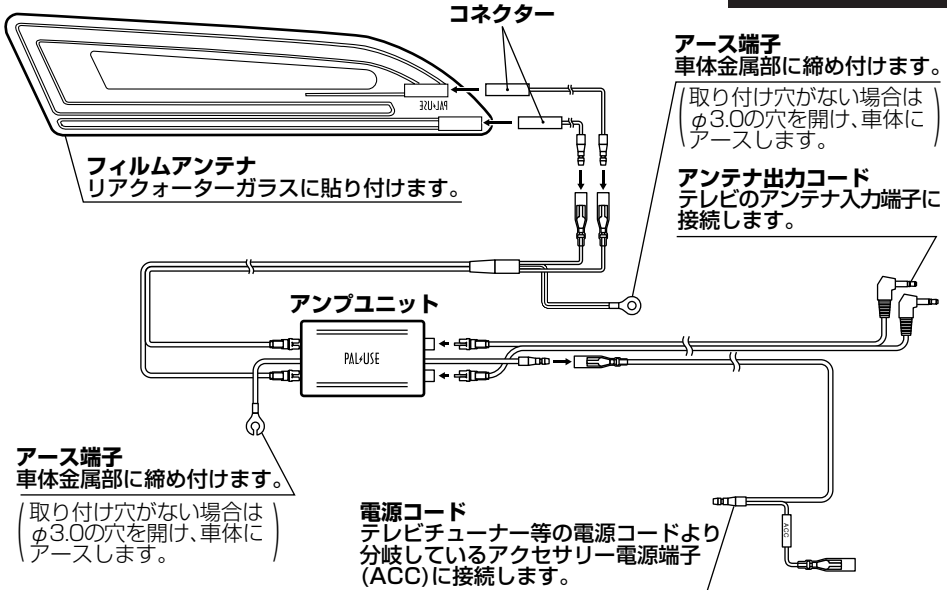 コネクター
アース端子
車体金属部に締め付けます。
(取り付け穴がない場合は
φ3.0の穴を開け、車体に
アースします。)
PAL⚡USE
フィルムアンテナ
リアクォーターガラスに貼り付けます。
アンテナ出力コード
テレビのアンテナ入力端子に
接続します。
アンプユニット
PAL⚡USE
アース端子
車体金属部に締め付けます。
(取り付け穴がない場合は
φ3.0の穴を開け、車体に
アースします。)
電源コード
テレビチューナー等の電源コードより
分岐しているアクセサリー電源端子
(ACC)に接続します。
ACC